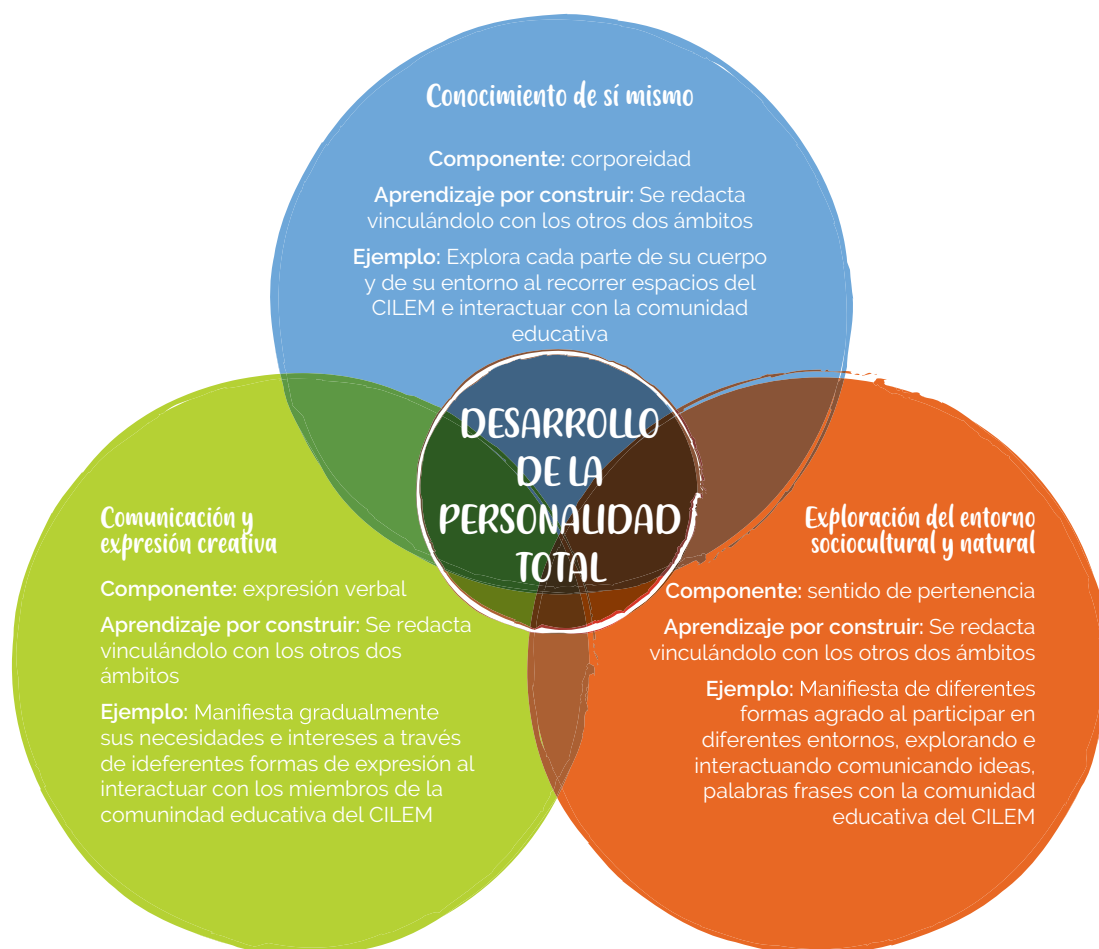 Conocimiento de sí mismo
Componente: corporeidad
Aprendizaje por construir: Se redacta
vinculándolo con los otros dos ámbitos
Ejemplo: Explora cada parte de su cuerpo
y de su entorno al recorrer espacios del
CILEM e interactuar con la comunidad
educativa
DESARROLLO
DE LA
PERSONALIDAD
TOTAL
Comunicación y
expresión creativa
Componente: expresión verbal
Aprendizaje por construir: Se redacta
vinculándolo con los otros dos
ámbitos
Ejemplo: Manifiesta gradualmente
sus necesidades e intereses a través
de ideferentes formas de expresión al
interactuar con los miembros de la
comunindad educativa del CILEM
Exploración del entorno
sociocultural y natural
Componente: sentido de pertenencia
Aprendizaje por construir: Se redacta
vinculándolo con los otros dos ámbitos
Ejemplo: Manifiesta de diferentes
formas agrado al participar en
diferentes entornos, explorando e
interactuando comunicando ideas,
palabras frases con la comunidad
educativa del CILEM